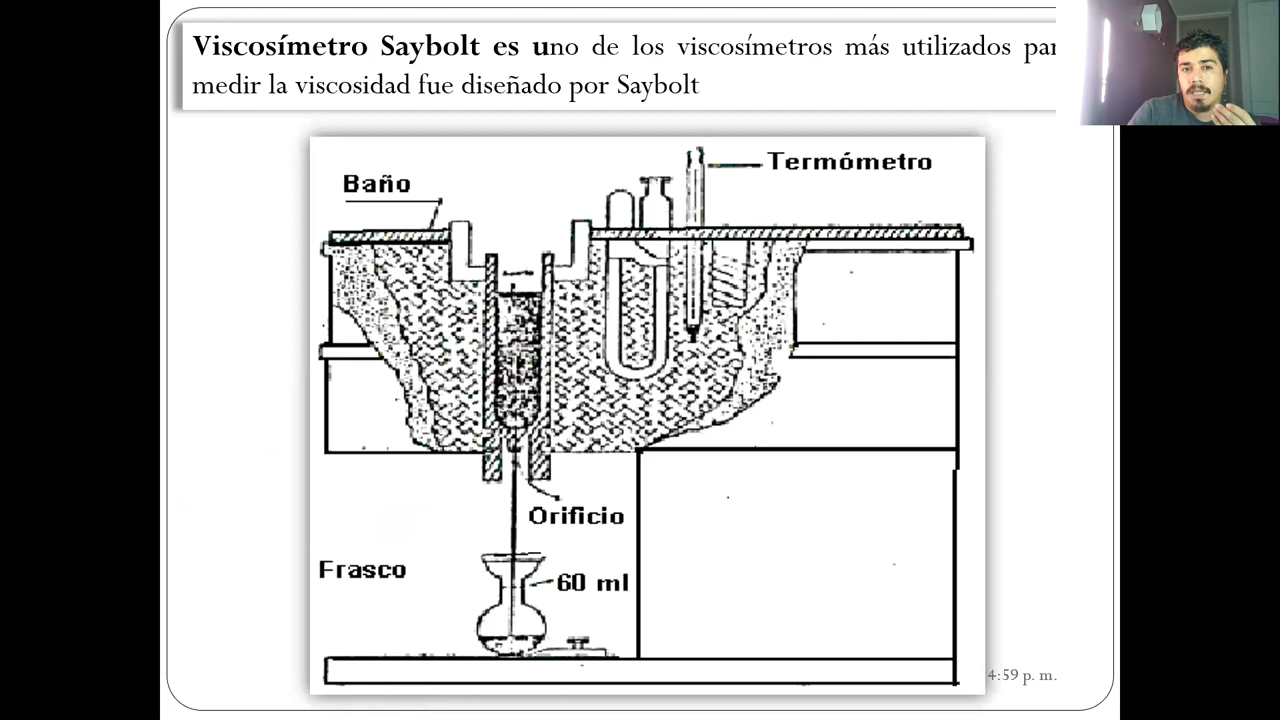 Viscosímetro Saybolt es uno de los viscosímetros más utilizados
medir la viscosidad fue diseñado por Saybolt
Termómetro
Baño
Orificio
Frasco
60 ml
4:59 p. m.